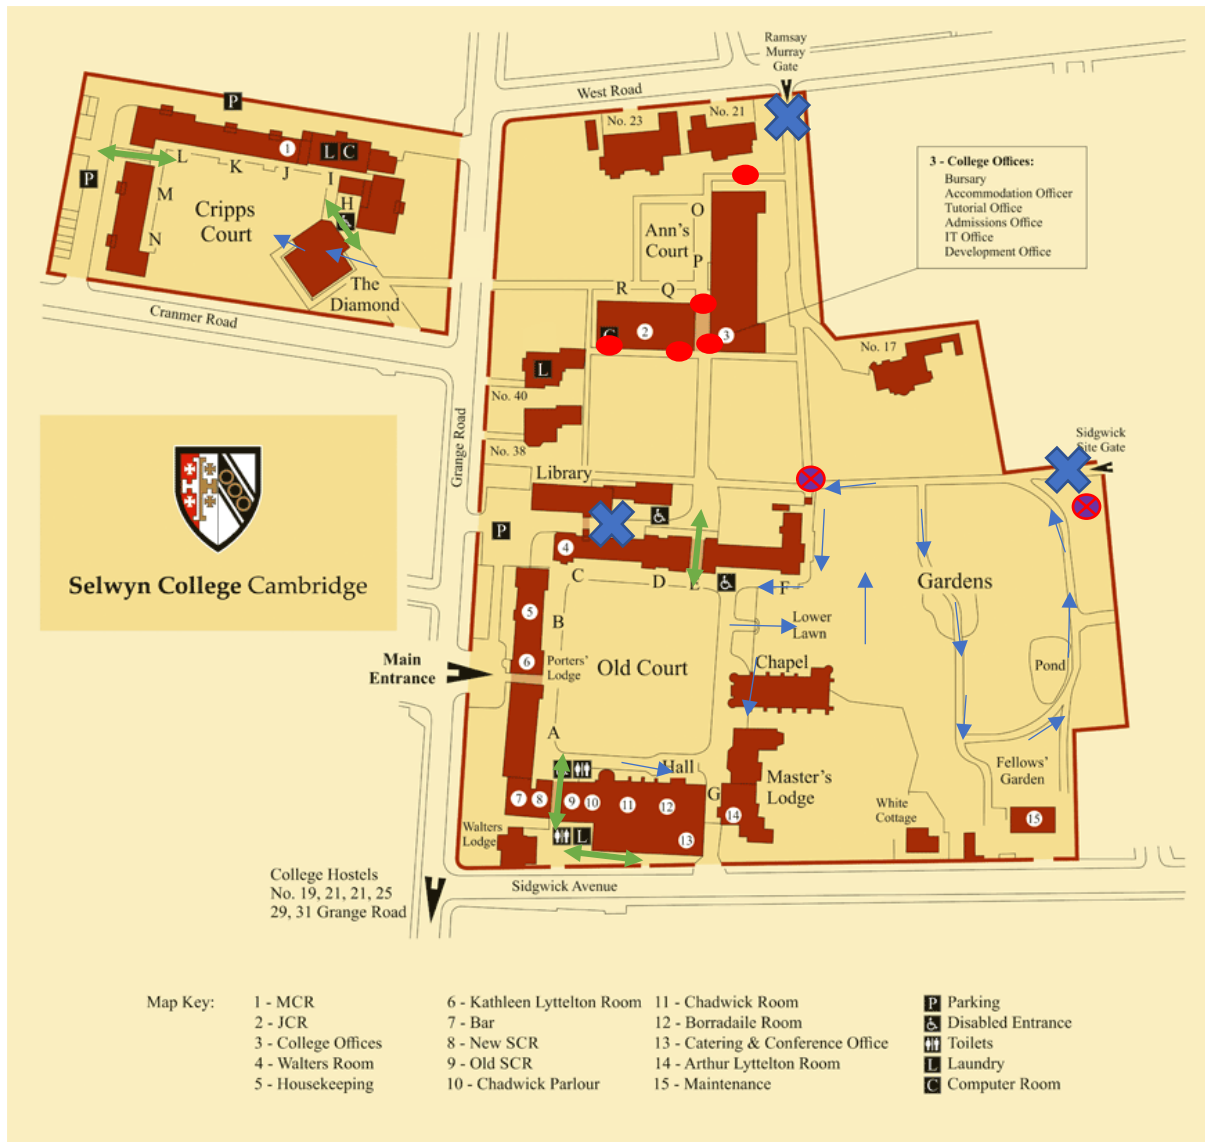 Ramsay
Murray
Gate
West Road
No. 23
No. 21
P
1
L C
L
K
J
I
H
P
M
N
Cripps
Court
The
Diamond
Cranmer Road
O
Ann's
Court
P
R
Q
2
3
3 - College Offices:
Bursary
Accommodation Officer
Tutorial Office
Admissions Office
IT Office
Development Office
No. 17
L
No. 40
No. 38
Grange Road
Sidgwick
Site Gate
Library
P
4
C
D
E
F
Gardens
Selwyn College Cambridge
5
B
6
Porters'
Lodge
Main
Entrance
Old Court
Lower
Lawn
Chapel
Pond
A
Hall
G
Master's
Lodge
Fellows'
Garden
White
Cottage
7
8
9
10
11
12
13
14
15
Walters
Lodge
L
Sidgwick Avenue
College Hostels
No. 19, 21, 21, 25
29, 31 Grange Road
Map Key:
1 - MCR
2 - JCR
3 - College Offices
4 - Walters Room
5 - Housekeeping
6 - Kathleen Lyttelton Room
7 - Bar
8 - New SCR
9 - Old SCR
10 - Chadwick Parlour
11 - Chadwick Room
12 - Borradaile Room
13 - Catering & Conference Office
14 - Arthur Lyttelton Room
15 - Maintenance
P Parking
Disabled Entrance
Toilets
L Laundry
C Computer Room